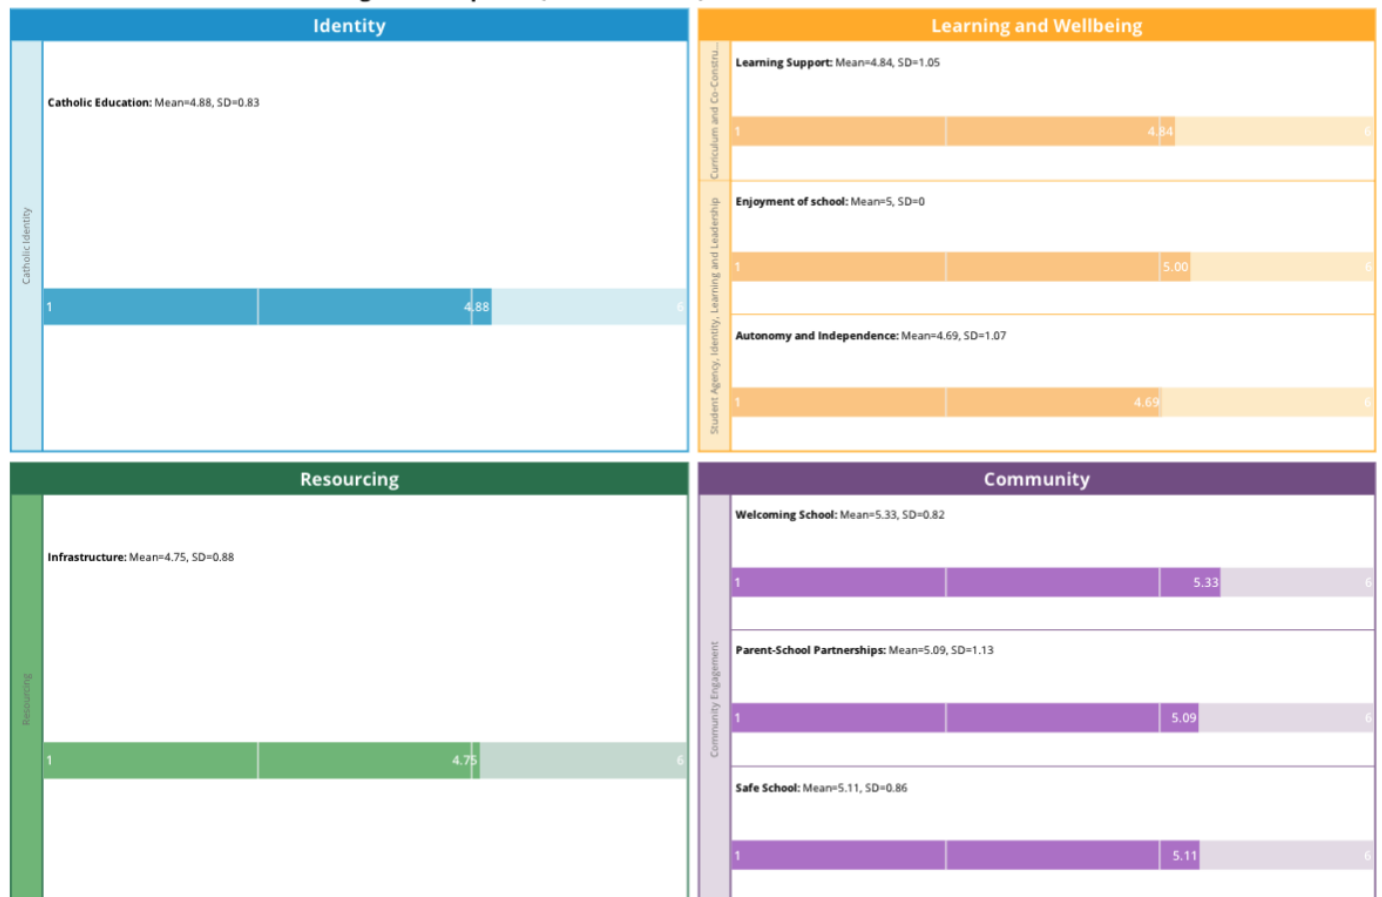 Identity
Catholic Identity
Catholic Education: Mean=4.88, SD=0.83
1 4.88 6
Learning and Wellbeing
Curriculum and Co-Constru...
Learning Support: Mean=4.84, SD=1.05
1 4.84 6
Student Agency, Identity, Learning and Leadership
Enjoyment of school: Mean=5, SD=0
1 5.00 6
Autonomy and Independence: Mean=4.69, SD=1.07
1 4.69 6
Resourcing
Resourcing
Infrastructure: Mean=4.75, SD=0.88
1 4.75 6
Community
Community Engagement
Welcoming School: Mean=5.33, SD=0.82
1 5.33 6
Parent-School Partnerships: Mean=5.09, SD=1.13
1 5.09 6
Safe School: Mean=5.11, SD=0.86
1 5.11 6